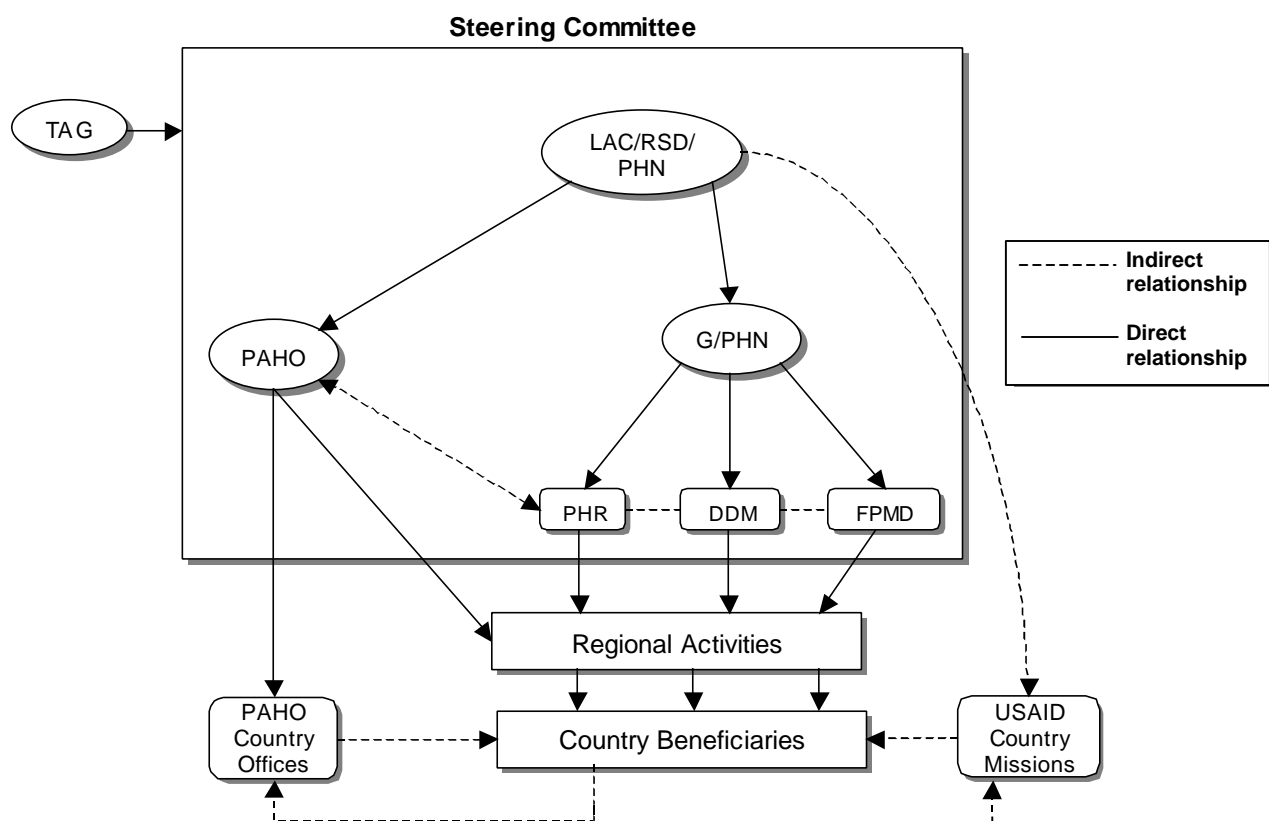 Steering Committee
TAG
LAC/RSD/
PHN
Indirect
relationship
Direct
relationship
PAHO
G/PHN
PHR
DDM
FPMD
Regional Activities
PAHO
Country
Offices
Country Beneficiaries
USAID
Country
Missions